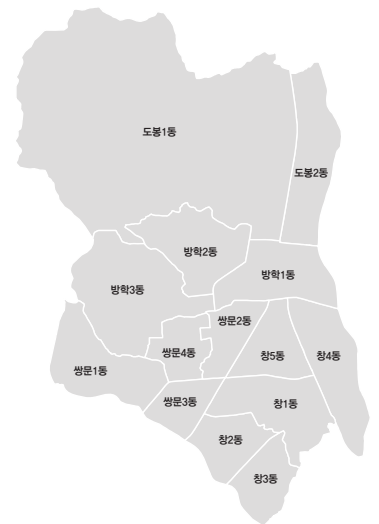 도봉1동
도봉2동
방학2동
방학1동
방학3동
쌍문2동
쌍문4동
창5동
창4동
쌍문1동
쌍문3동
창1동
창2동
창3동